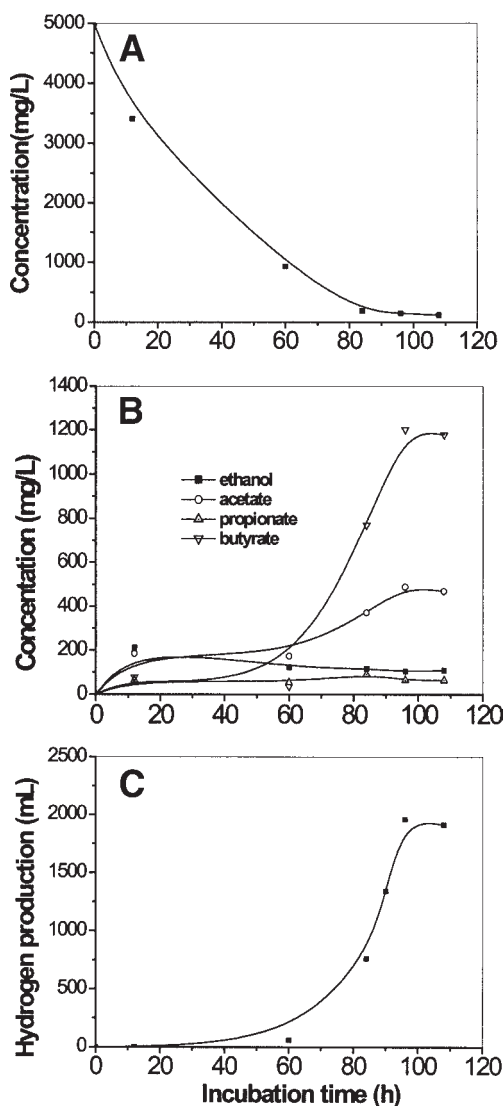 A
Concentration(mg/L)
5000
4000
3000
2000
1000
0
0 20 40 60 80 100 120
B
Concentation (mg/L)
1400
1200
1000
800
600
400
200
0
ethanol
acetate
propionate
butyrate
0 20 40 60 80 100 120
C
Hydrogen production (mL)
2500
2000
1500
1000
500
0
0 20 40 60 80 100 120
Incubation time (h)